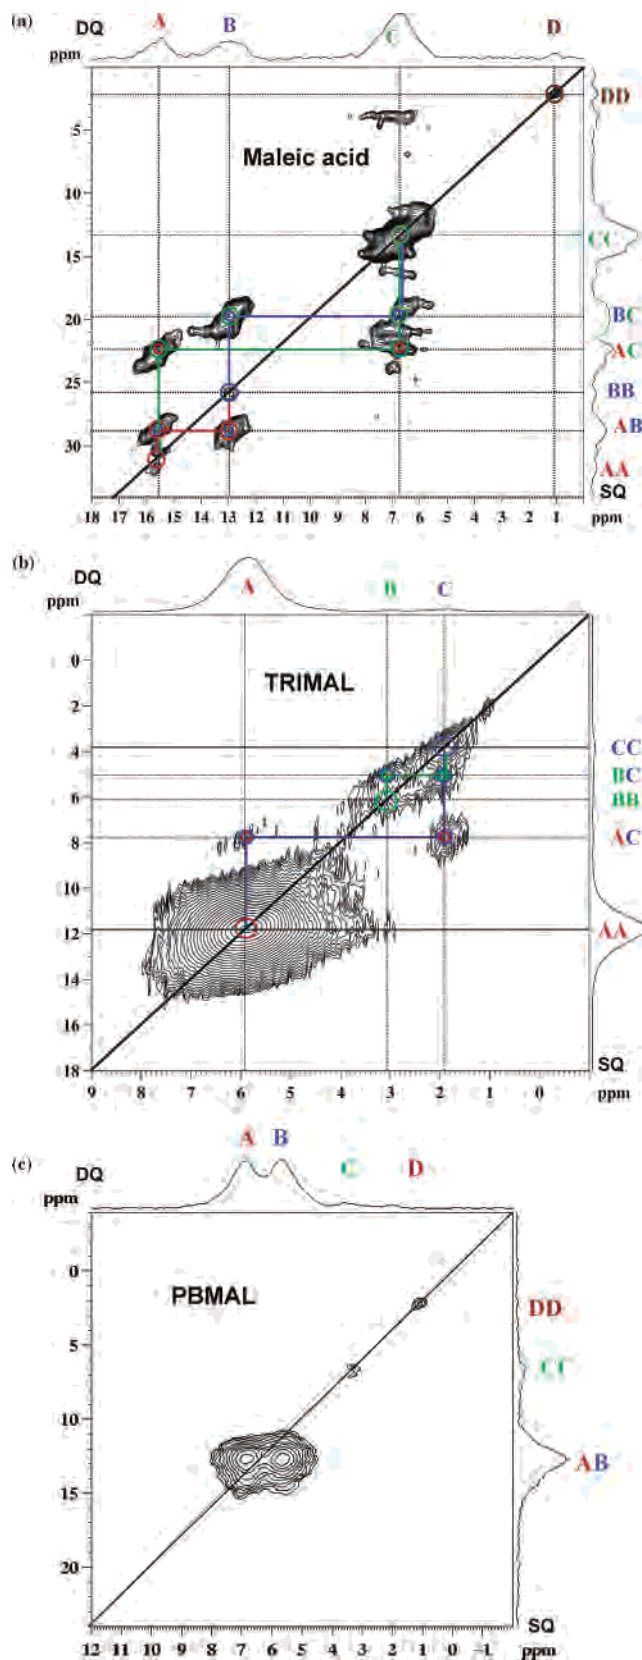 (a) DQ A B C D
ppm
DD
5
Maleic acid
10
CC
15
20 BC
AC
25
BB
30 AB
AA
SQ
18 17 16 15 14 13 12 11 10 9 8 7 6 5 4 3 2 1 ppm
(b) DQ A B C
ppm
0
TRIMAL
2
4 CC
BC
6 BB
8 AC
10
12 AA
14
16
18 SQ
9 8 7 6 5 4 3 2 1 0 ppm
(c) DQ A B C D
ppm
0
PBMAL
DD
5
CC
10
AB
15
20
SQ
12 11 10 9 8 7 6 5 4 3 2 1 0 -1 ppm